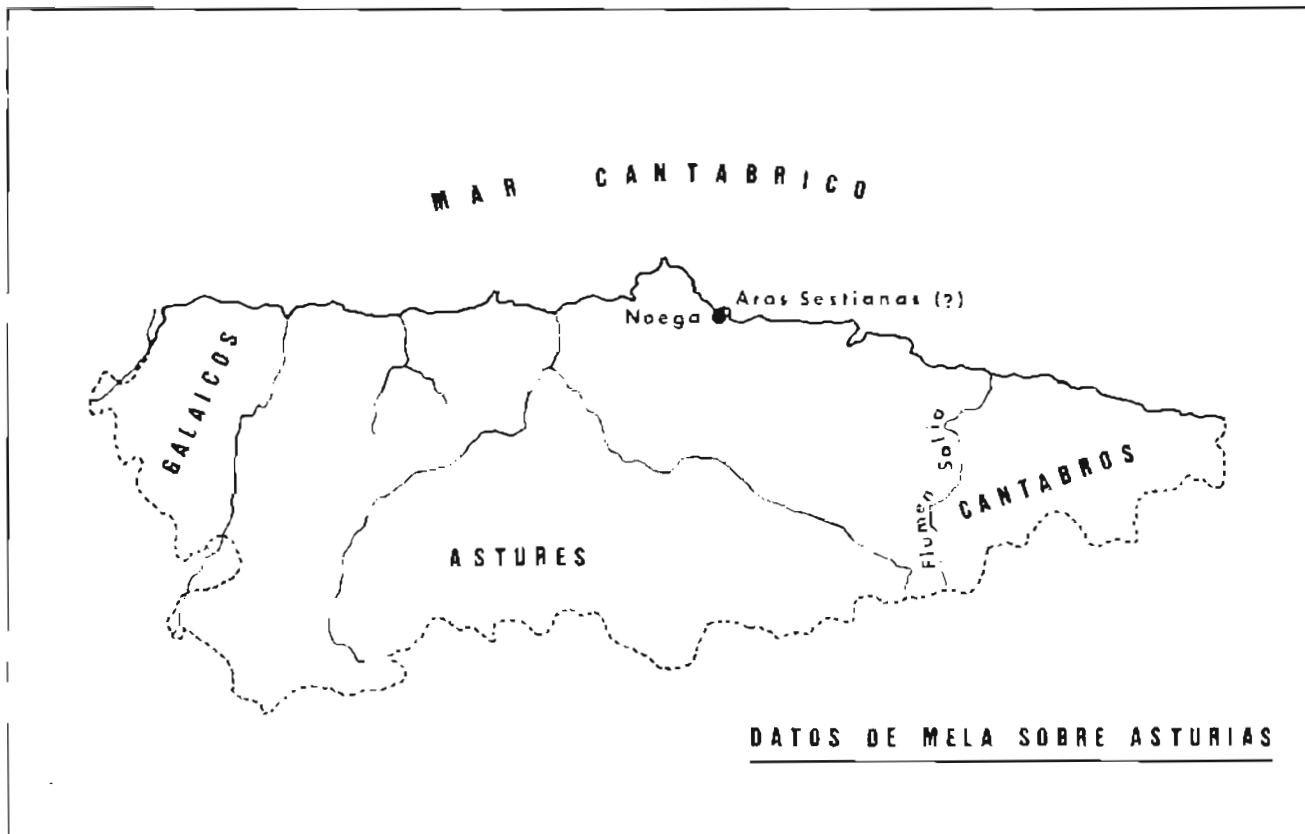 MAR CANTABRICO
Aras Sestianas (?)
Noega
GALAICOS
Flumen Salia
CANTABROS
ASTURES
DATOS DE MELA SOBRE ASTURIAS